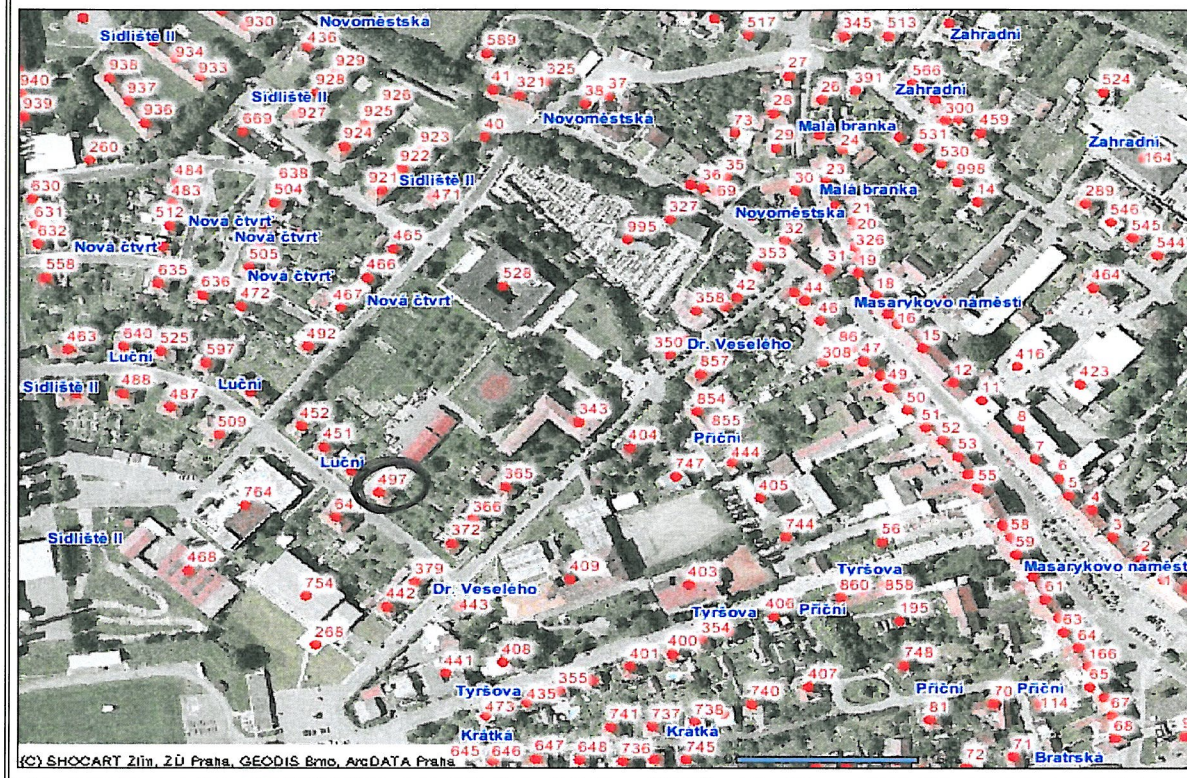 930 Novoměstska 517 345 513
Sídliště II 436 589 Zahradní
934 929 325 27
938 933 928 41 321 37 391 566 524
940 937 Sídliště II 926 38 28 26 Zahradní
939 936 927 925 Novoměstska 300
669 924 923 40 73 Malá branka 531 459
260 922 29 24 530 Zahradní
484 638 921 Sídliště II 35 23 998 164
630 483 504 471 36 69 30 Malá branka 14
631 512 Nová čtvrt 327 Novoměstska 21 289
632 Nová čtvrt 465 995 32 20 546
Nová čtvrt 505 353 326 545
558 635 Nová čtvrt 466 528 31 19 544
636 472 467 Nová čtvrt 358 42 44 18 464
46 Masarykovo náměstí
463 640 525 492 350 Dr. Veselého 86 16 15
Luční 597 857 308 47 416
Sídliště II 488 Luční 49 12 423
487 854 50 11
509 452 343 855 51 8
451 404 Příční 52
Luční 444 53 7
497 365 747 55 6
764 64 366 405 5
4
Sídliště II 372 744 56 58 3
468 59 2
379 409 403 Tyršova Masarykovo náměstí
754 442 Dr. Veselého 860 858 61 1
443 Tyršova 406 Příční 195 63
268 354 64
441 408 400 748 166
401 407 65
Tyršova 435 355 740 Příční 70 Příční
473 741 737 738 81 114 67
Krátká Krátká 68
645 646 647 648 736 745 72 71 Bratrská
(C) SHOCART Zlín, ZÚ Praha, GEODIS Brno, ArcDATA Praha